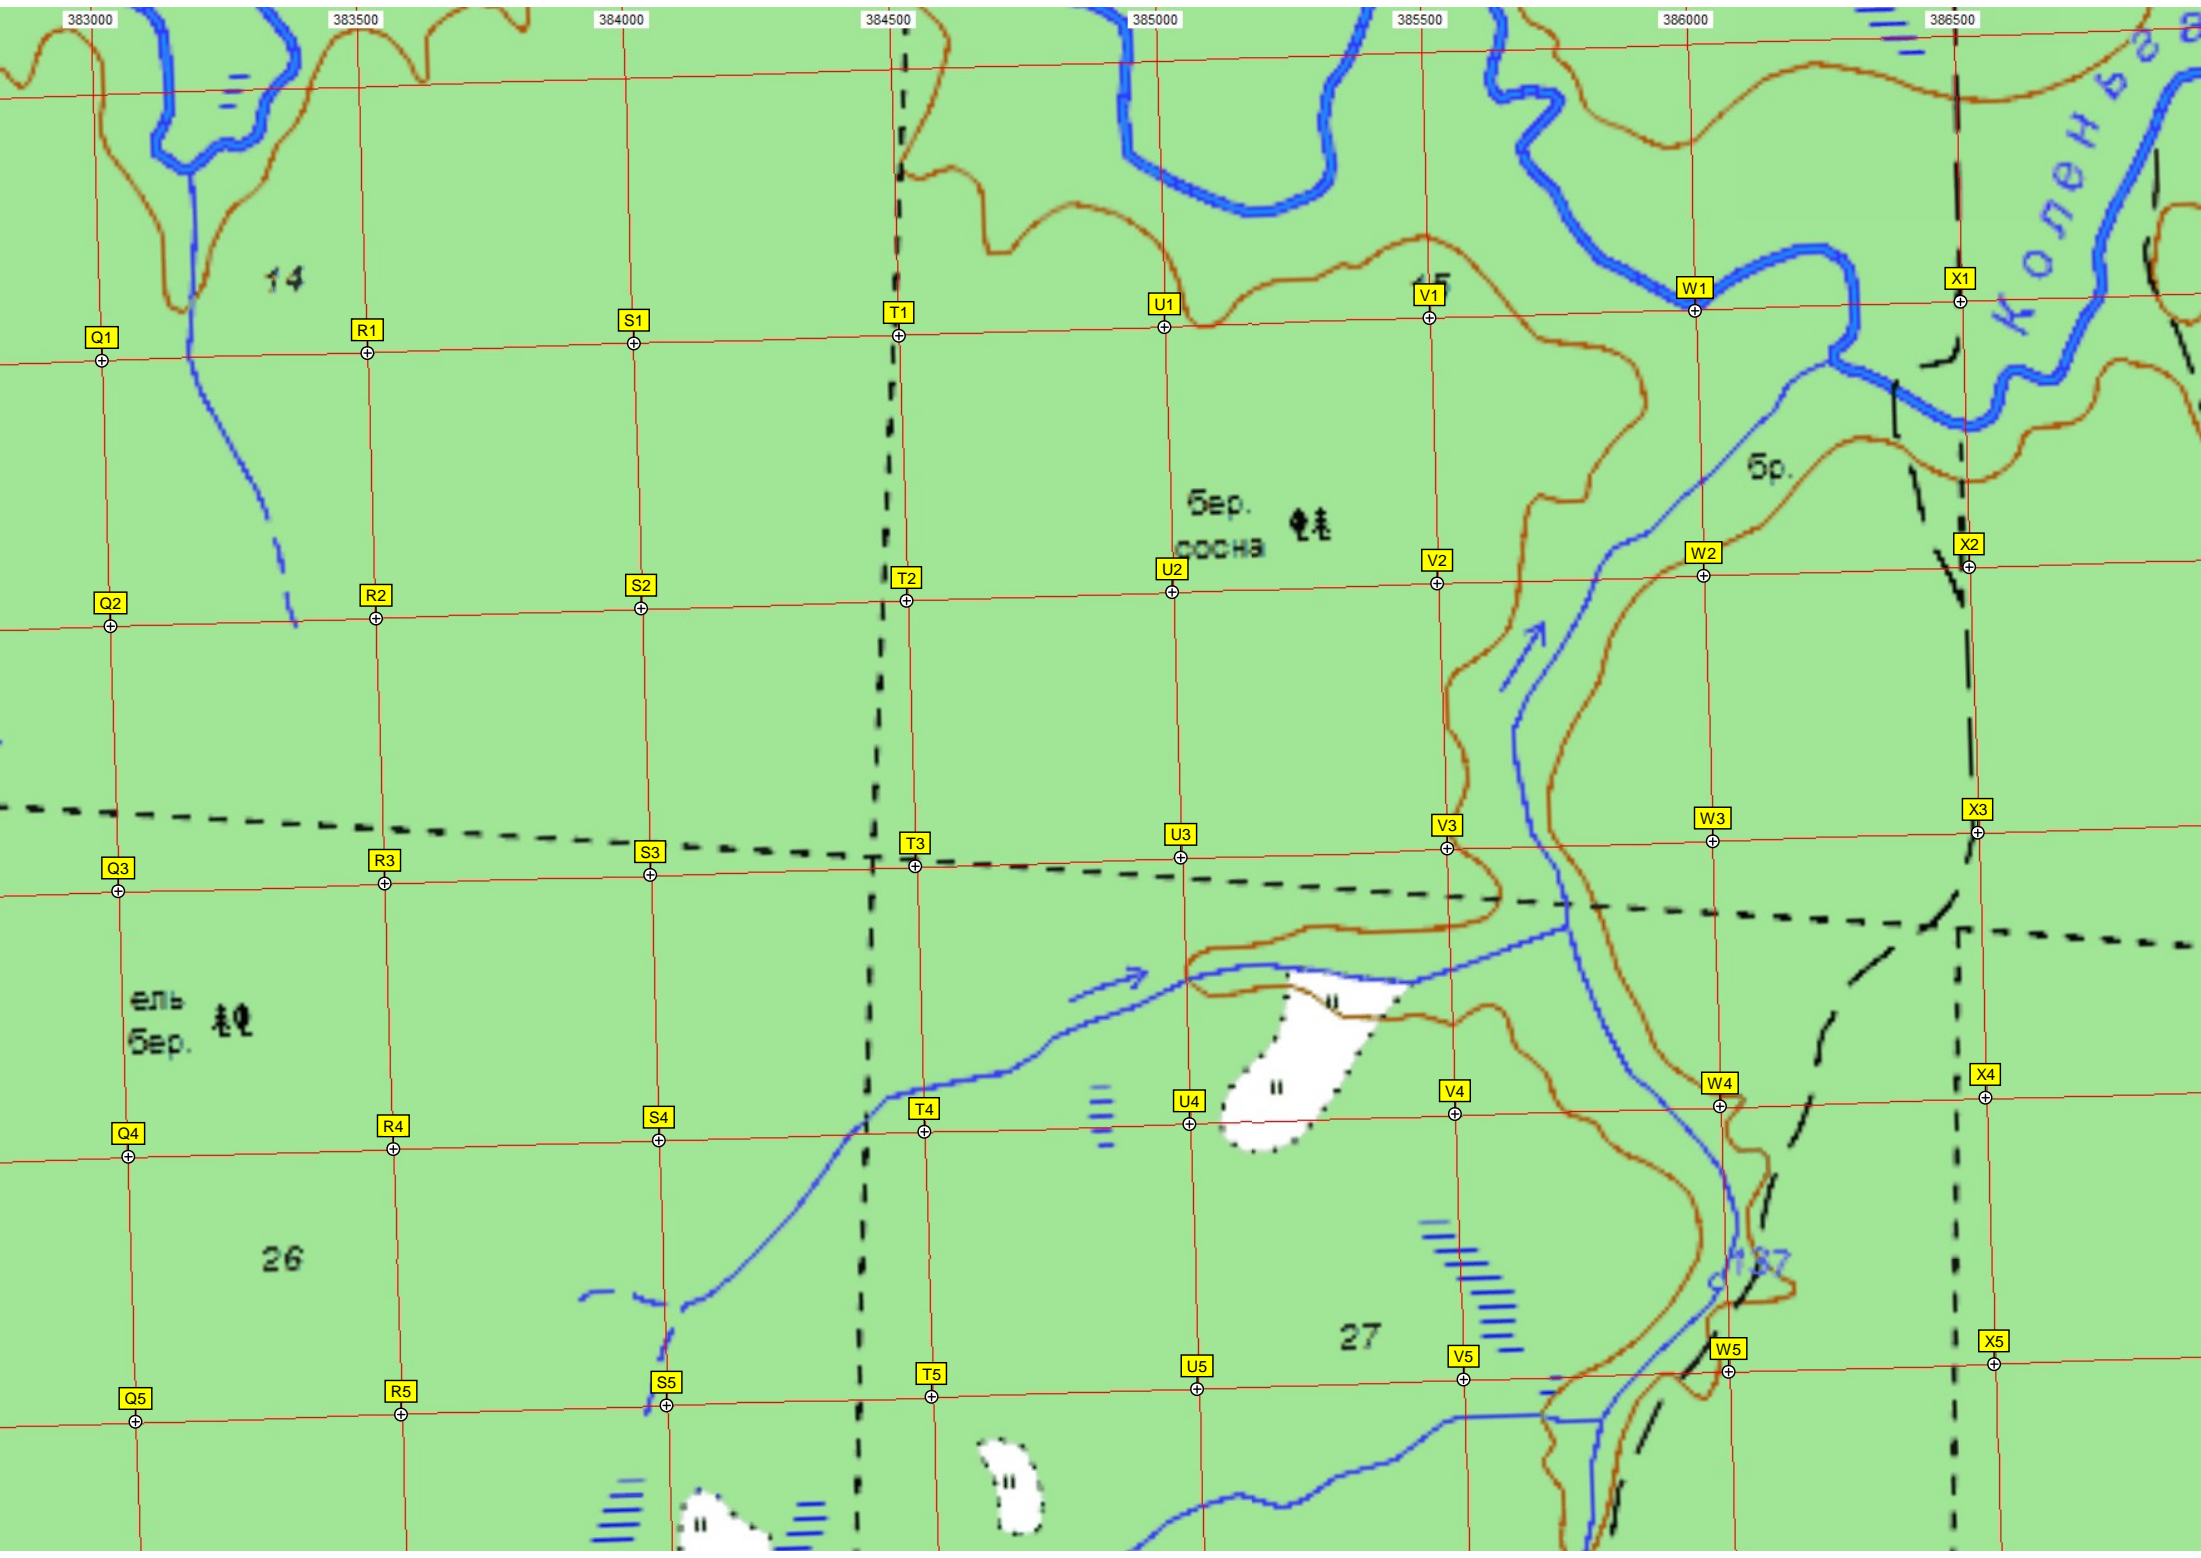 383000 383500 384000 384500 385000 385500 386000 386500
Коленьга
14
15
Q1 R1 S1 T1 U1 V1 W1 X1
бер.
сосна
бр.
Q2 R2 S2 T2 U2 V2 W2 X2
Q3 R3 S3 T3 U3 V3 W3 X3
ель
бер.
Q4 R4 S4 T4 U4 V4 W4 X4
26
137
27
Q5 R5 S5 T5 U5 V5 W5 X5